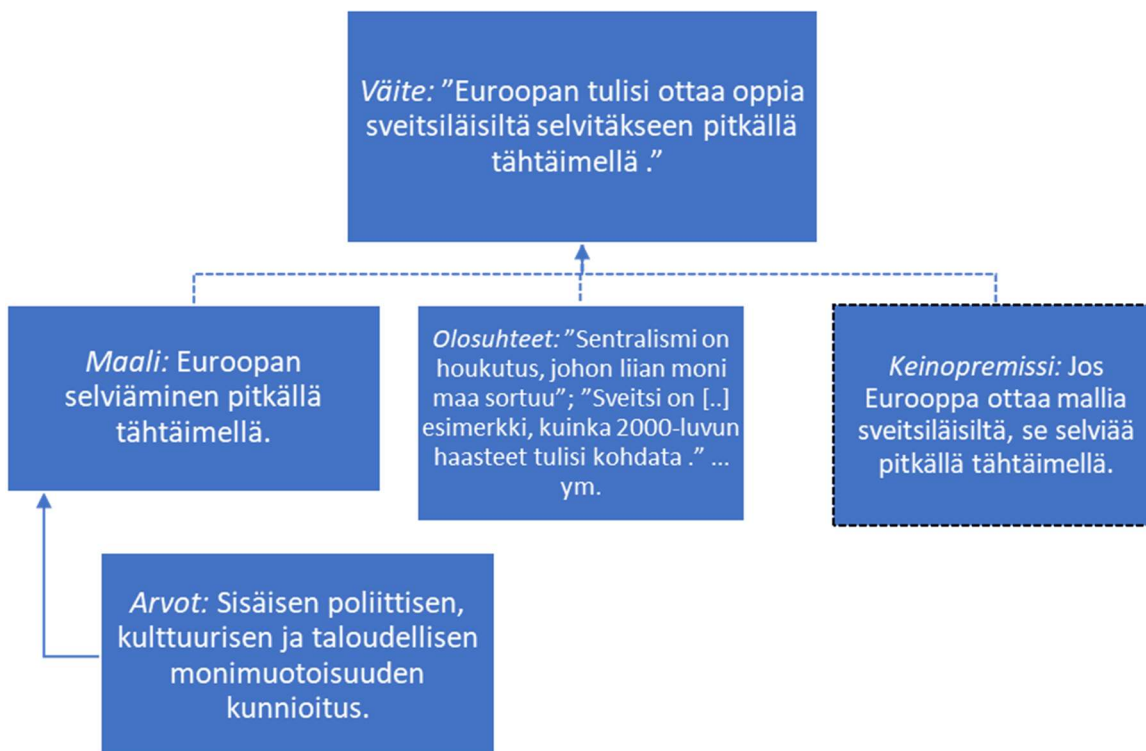 Väite: ”Euroopan tulisi ottaa oppia
sveitsiläisiltä selvitäkseen pitkällä
tähtäimellä .”
Maali: Euroopan
selviäminen pitkällä
tähtäimellä.
Olosuhteet: ”Sentralismi on
houkutus, johon liian moni
maa sortuu”; ”Sveitsi on [..]
esimerkki, kuinka 2000-luvun
haasteet tulisi kohdata .” ...
ym.
Keinopremissi: Jos
Eurooppa ottaa mallia
sveitsiläisiltä, se selviää
pitkällä tähtäimellä.
Arvot: Sisäisen poliittisen,
kulttuurisen ja taloudellisen
monimuotoisuuden
kunnioitus.